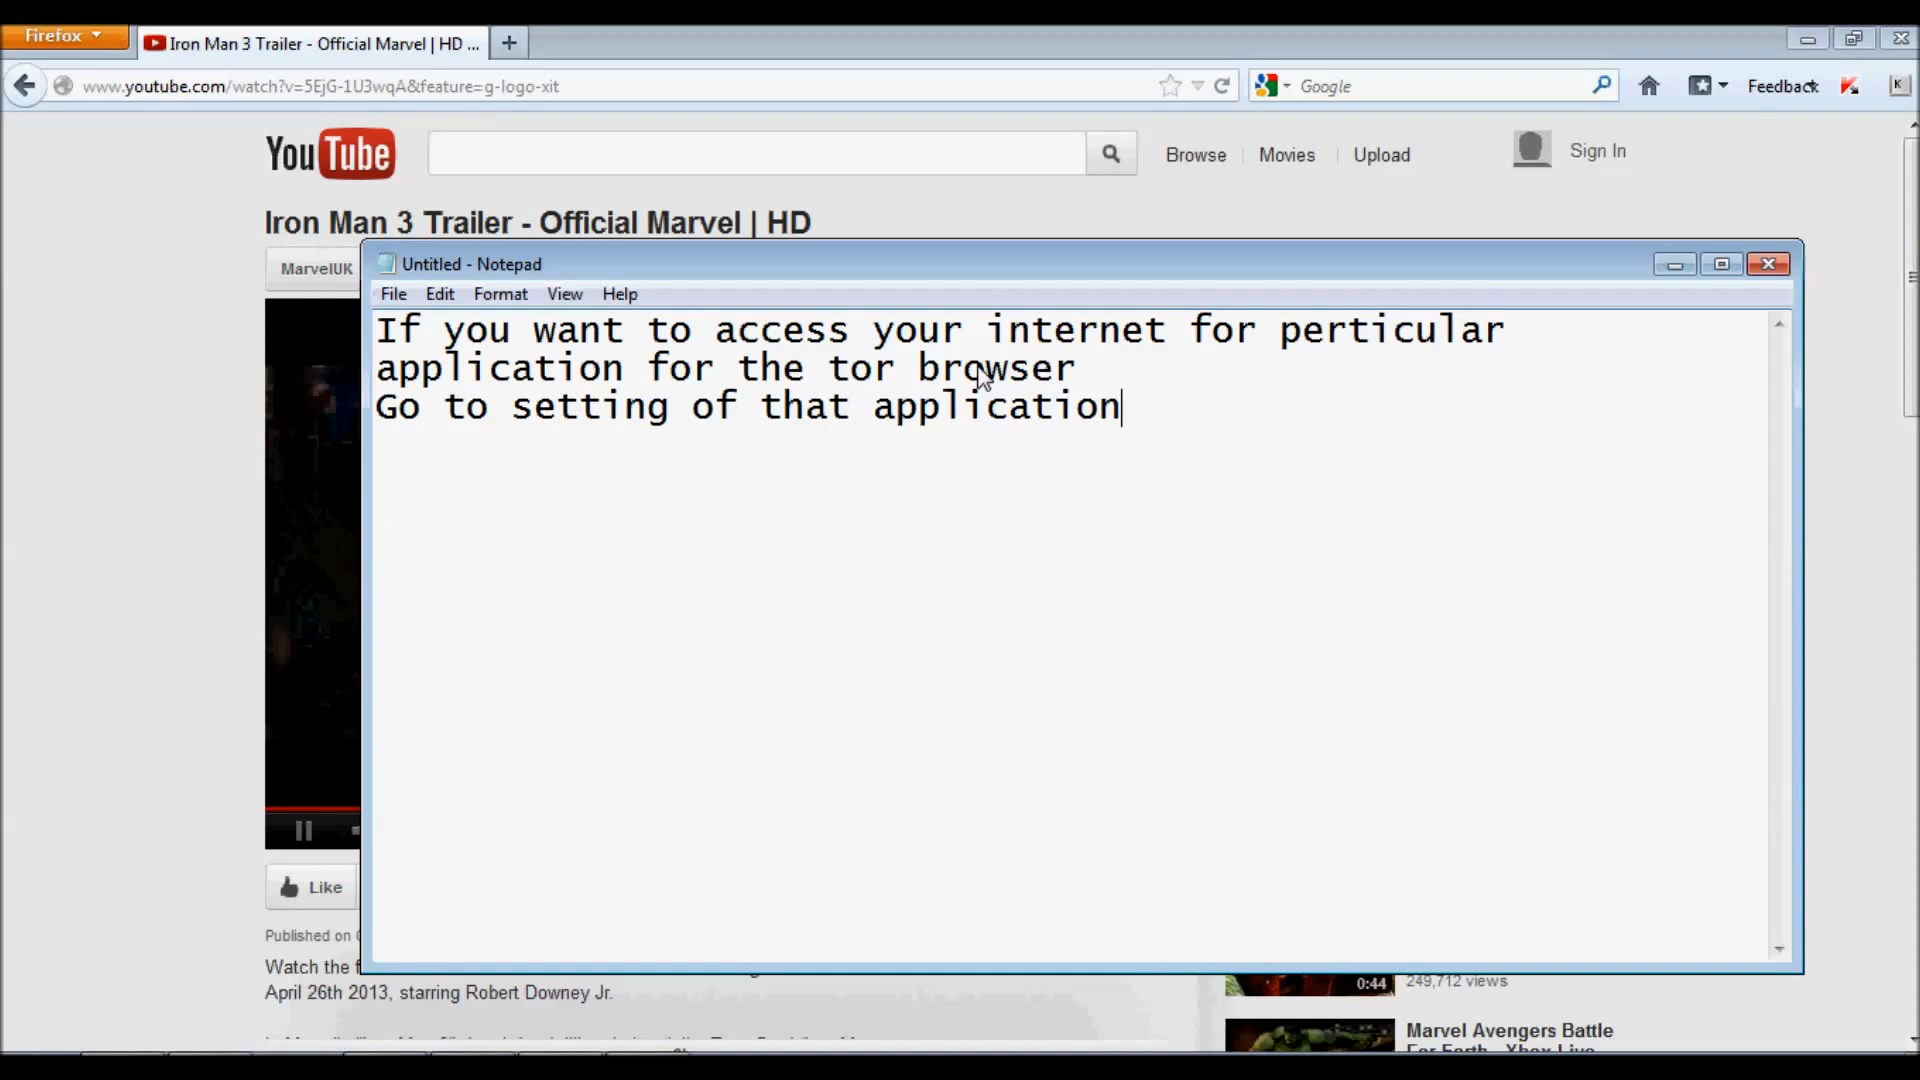 Firefox
Iron Man 3 Trailer - Official Marvel | HD ...
www.youtube.com/watch?v=5EjG-1U3wqA&feature=g-logo-xit
Google
Feedback
K
YouTube
Browse
Movies
Upload
Sign In
Iron Man 3 Trailer - Official Marvel | HD
MarvelUK
Untitled - Notepad
File Edit Format View Help
If you want to access your internet for perticular
application for the tor browser
Go to setting of that application
Like
Published on
Watch the
April 26th 2013, starring Robert Downey Jr.
0:44
249,712 views
Marvel Avengers Battle
For Earth - Xbox Live